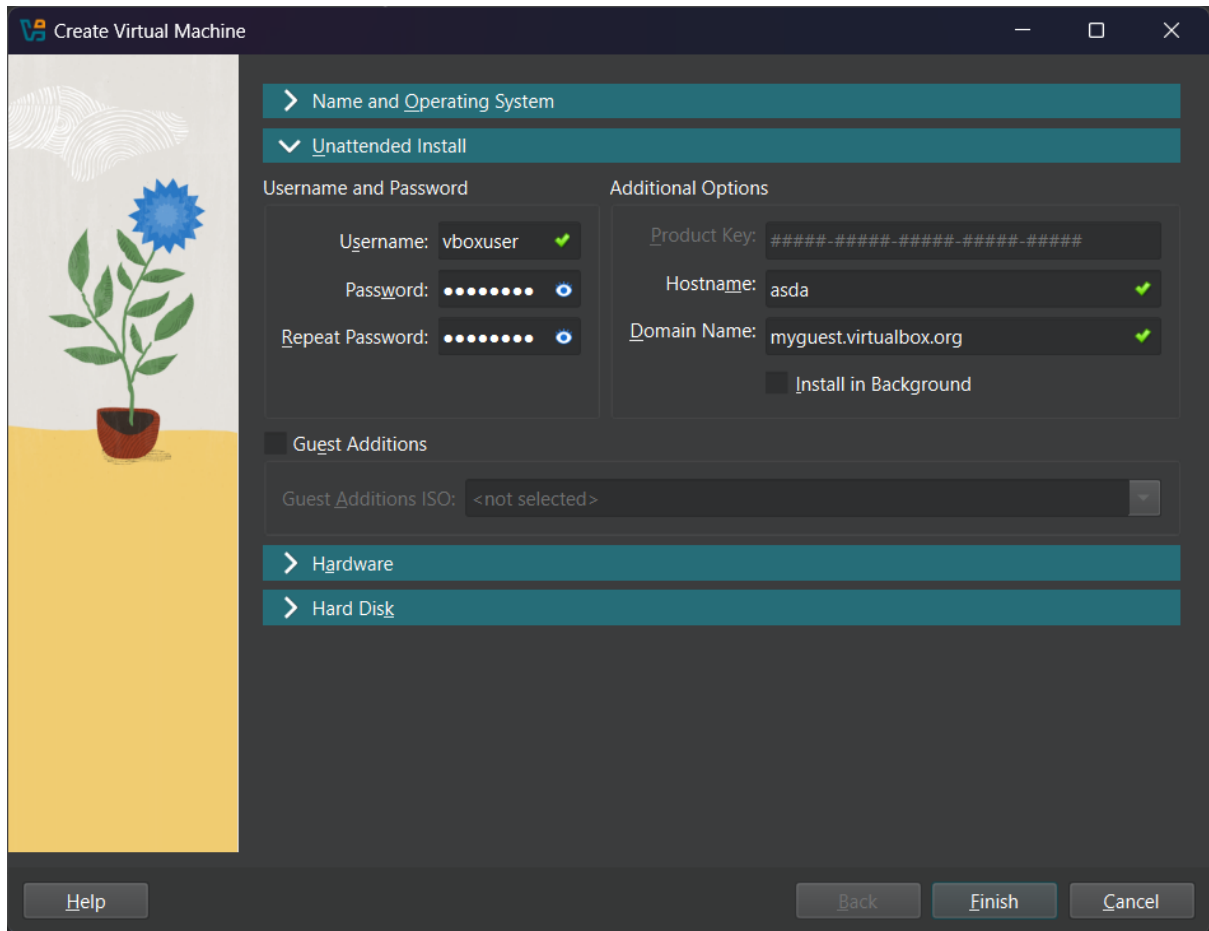 Create Virtual Machine
Name and Operating System
Unattended Install
Username and Password
Username: vboxuser
Password: ●●●●●●●●
Repeat Password: ●●●●●●●●
Additional Options
Product Key: #####-#####-#####-#####-#####
Hostname: asda
Domain Name: myguest.virtualbox.org
Install in Background
Guest Additions
Guest Additions ISO: <not selected>
Hardware
Hard Disk
Help
Back
Finish
Cancel